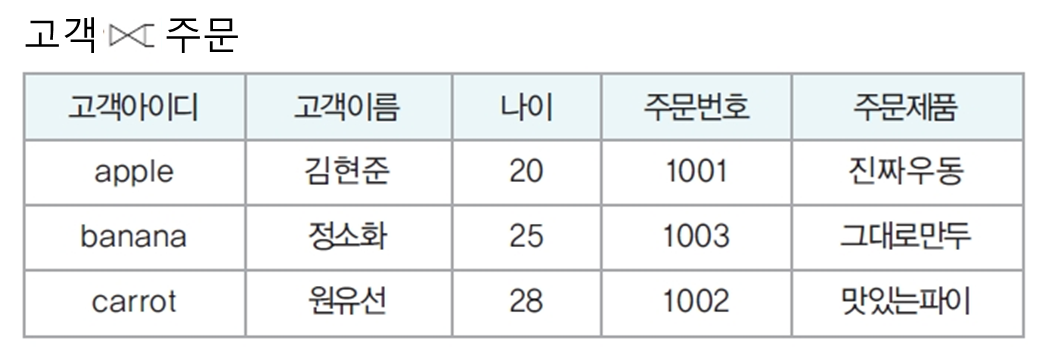 고객 ⟖ 주문
고객아이디 고객이름 나이 주문번호 주문제품
apple 김현준 20 1001 진짜우동
banana 정소화 25 1003 그대로만두
carrot 원유선 28 1002 맛있는파이